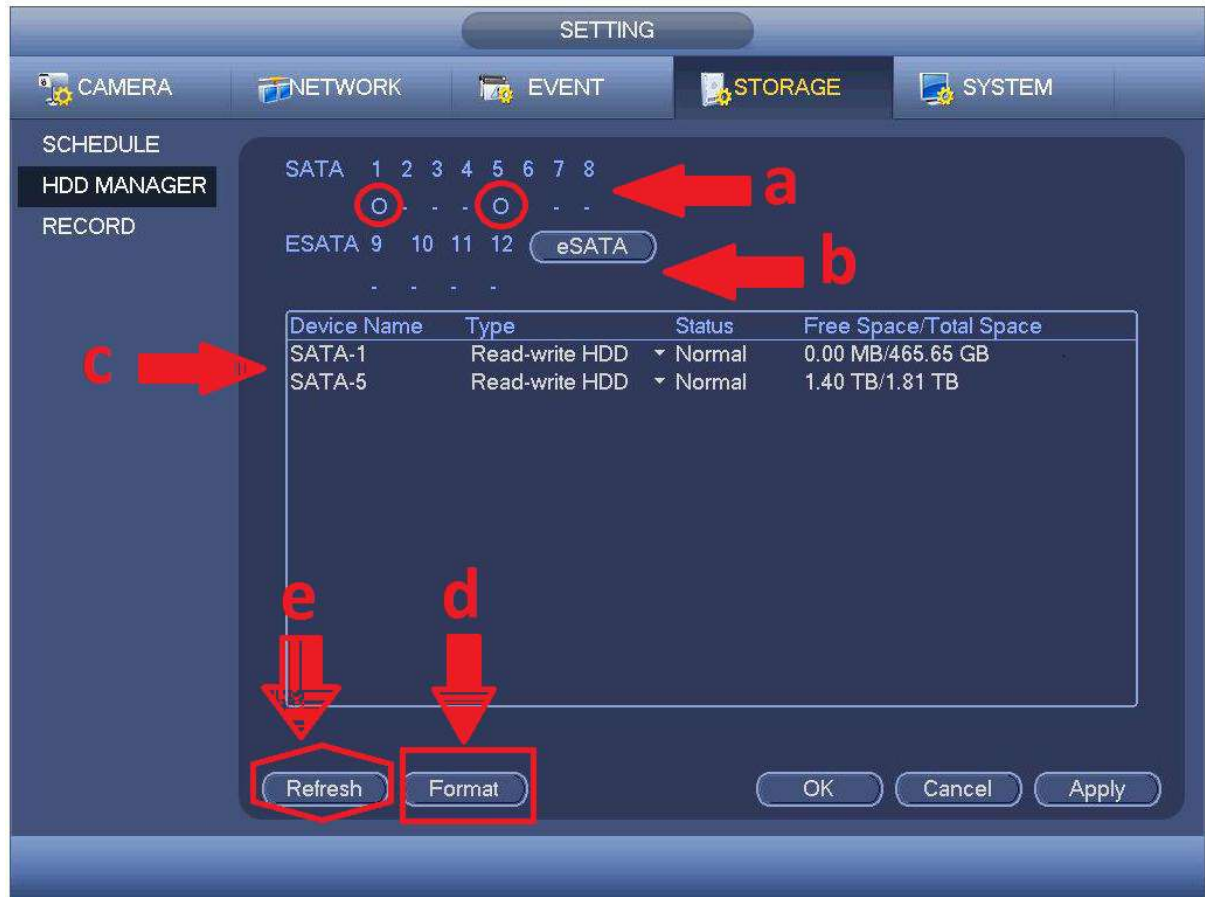 SETTING
CAMERA NETWORK EVENT STORAGE SYSTEM
SCHEDULE
HDD MANAGER
RECORD
SATA 1 2 3 4 5 6 7 8
O - - - O - - -
a
ESATA 9 10 11 12 eSATA
- - - -
b
Device Name Type Status Free Space/Total Space
SATA-1 Read-write HDD Normal 0.00 MB/465.65 GB
SATA-5 Read-write HDD Normal 1.40 TB/1.81 TB
c
e d
Refresh Format OK Cancel Apply